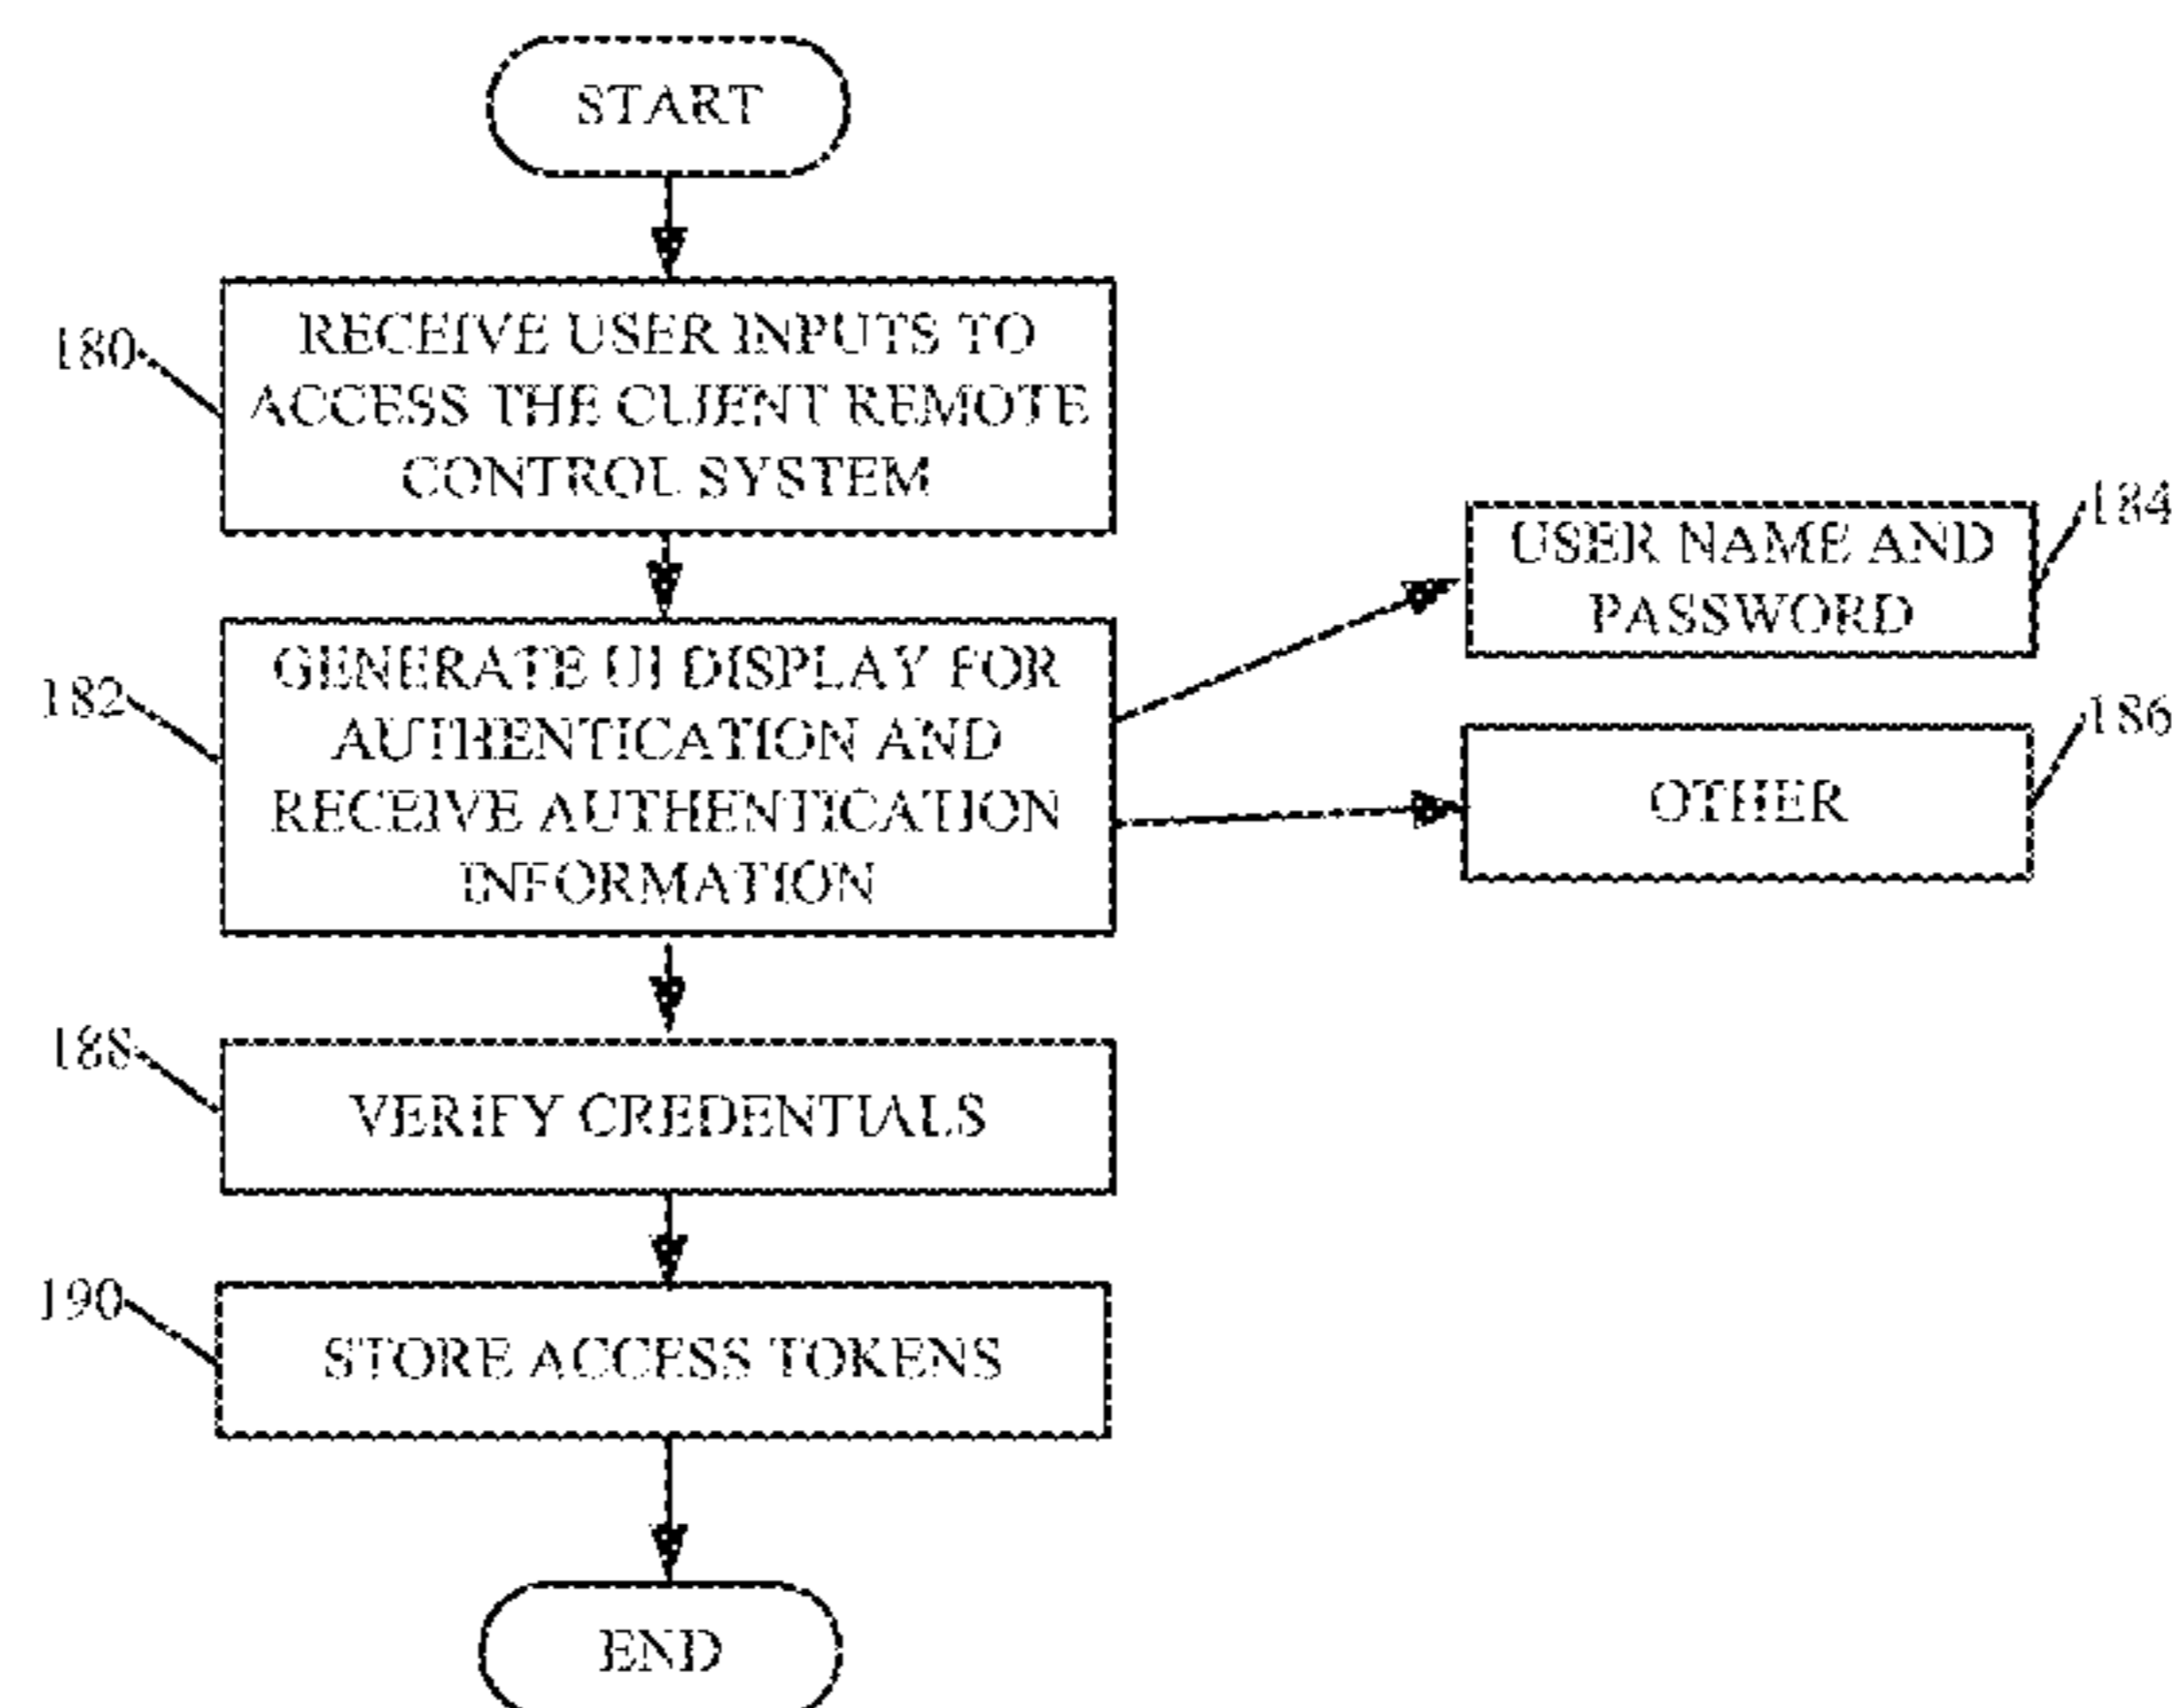 START
180
RECEIVE USER INPUTS TO
ACCESS THE CLIENT REMOTE
CONTROL SYSTEM
184
USER NAME AND
PASSWORD
182
GENERATE UI DISPLAY FOR
AUTHENTICATION AND
RECEIVE AUTHENTICATION
INFORMATION
186
OTHER
188
VERIFY CREDENTIALS
190
STORE ACCESS TOKENS
END